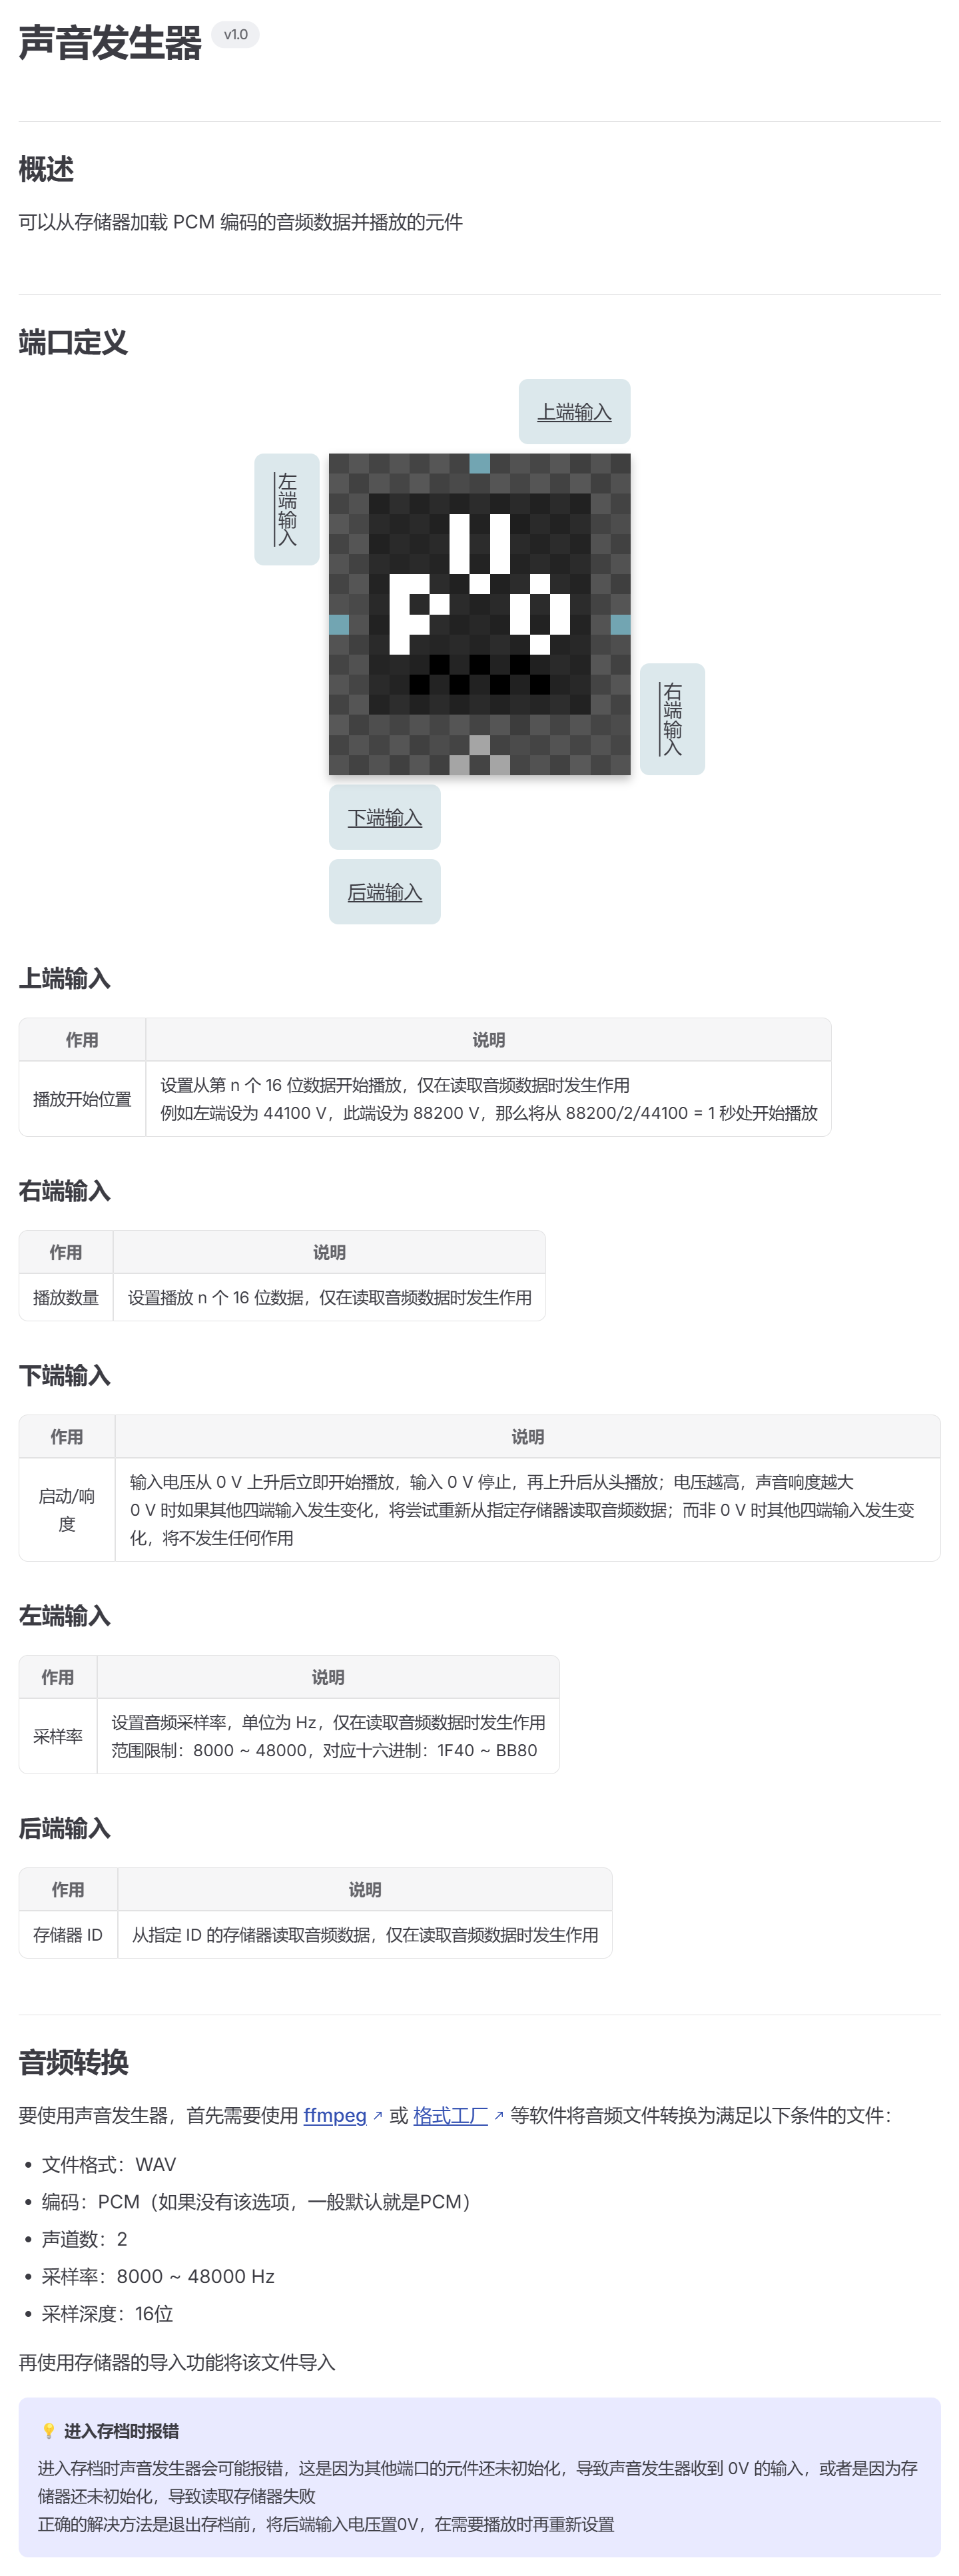 声音发生器 v1.0
概述
可以从存储器加载 PCM 编码的音频数据并播放的元件
端口定义
上端输入
左端输入
右端输入
下端输入
后端输入
上端输入
作用 说明
播放开始位置 设置从第 n 个 16 位数据开始播放，仅在读取音频数据时发生作用
例如左端设为 44100 V，此端设为 88200 V，那么将从 88200/2/44100 = 1 秒处开始播放
右端输入
作用 说明
播放数量 设置播放 n 个 16 位数据，仅在读取音频数据时发生作用
下端输入
作用 说明
启动/响度 输入电压从 0 V 上升后立即开始播放，输入 0 V 停止，再上升后从头播放；电压越高，声音响度越大
0 V 时如果其他四端输入发生变化，将尝试重新从指定存储器读取音频数据；而非 0 V 时其他四端输入发生变
化，将不发生任何作用
左端输入
作用 说明
采样率 设置音频采样率，单位为 Hz，仅在读取音频数据时发生作用
范围限制：8000 ~ 48000，对应十六进制：1F40 ~ BB80
后端输入
作用 说明
存储器 ID 从指定 ID 的存储器读取音频数据，仅在读取音频数据时发生作用
音频转换
要使用声音发生器，首先需要使用 ffmpeg ↗ 或 格式工厂 ↗ 等软件将音频文件转换为满足以下条件的文件：
• 文件格式：WAV
• 编码：PCM（如果没有该选项，一般默认就是PCM）
• 声道数：2
• 采样率：8000 ~ 48000 Hz
• 采样深度：16位
再使用存储器的导入功能将该文件导入
💡 进入存档时报错
进入存档时声音发生器会可能报错，这是因为其他端口的元件还未初始化，导致声音发生器收到 0V 的输入，或者是因为存
储器还未初始化，导致读取存储器失败
正确的解决方法是退出存档前，将后端输入电压置0V，在需要播放时再重新设置